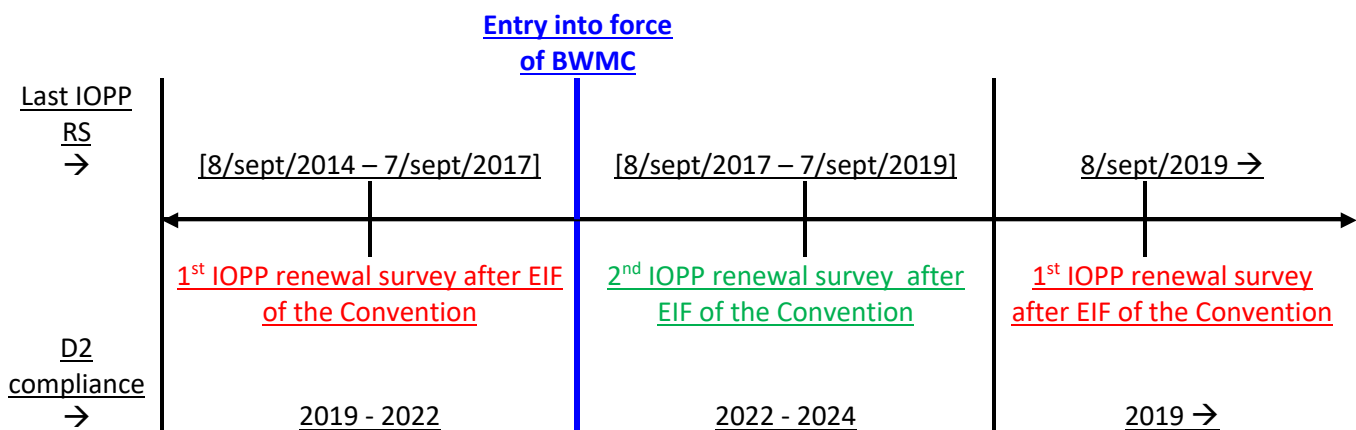 Entry into force
of BWMC
Last IOPP
RS
→
[8/sept/2014 – 7/sept/2017]
[8/sept/2017 – 7/sept/2019]
8/sept/2019 →
1st IOPP renewal survey after EIF
of the Convention
2nd IOPP renewal survey after
EIF of the Convention
1st IOPP renewal survey
after EIF of the Convention
D2
compliance
→
2019 - 2022
2022 - 2024
2019 →